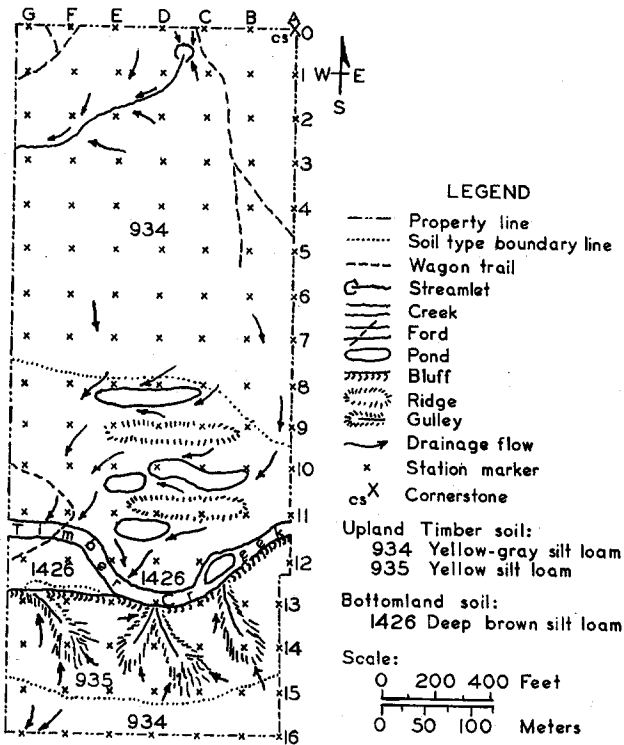 G F E D C B A
cs
0
1
2
3
4
5
6
7
8
9
10
11
12
13
14
15
16
W E
S
934
Timber Creek
1426
1426
935
934
LEGEND
Property line
Soil type boundary line
Wagon trail
Streamlet
Creek
Ford
Pond
Bluff
Ridge
Gulley
Drainage flow
x Station marker
cs X Cornerstone
Upland Timber soil:
934 Yellow-gray silt loam
935 Yellow silt loam
Bottomland soil:
1426 Deep brown silt loam
Scale:
0 200 400 Feet
0 50 100 Meters